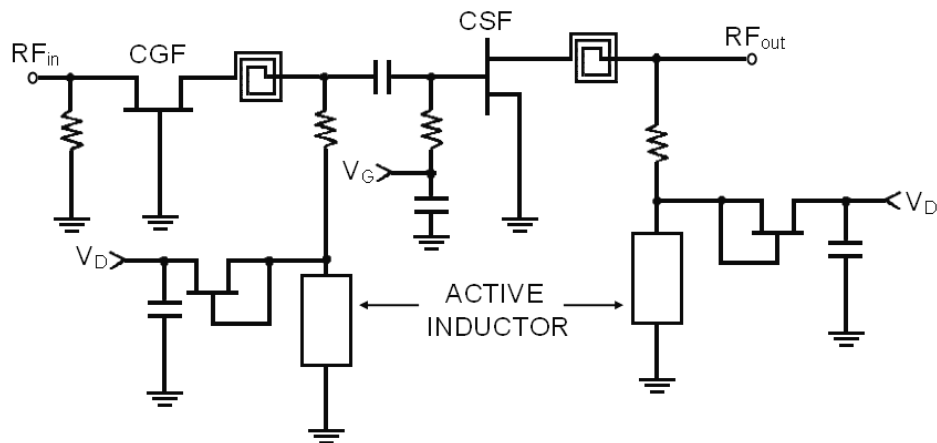 CSF
RFin
CGF
RFout
VG
VD
VD
ACTIVE
INDUCTOR